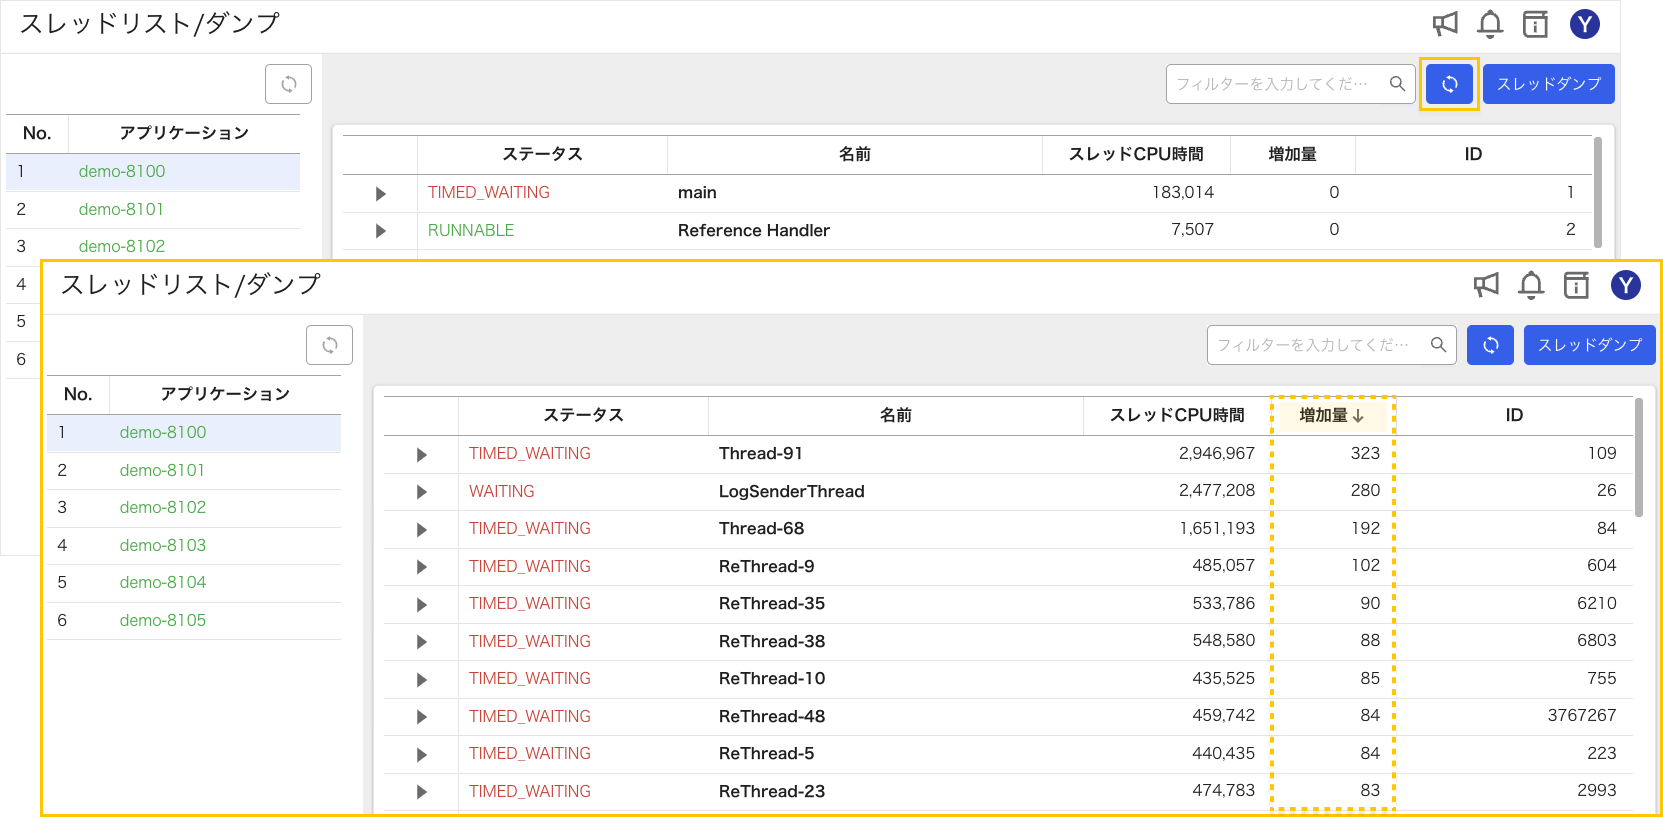 スレッドリスト/ダンプ
Y
フィルターを入力してくだ…
スレッドダンプ
No. アプリケーション
1 demo-8100
2 demo-8101
3 demo-8102
4
5
6
ステータス 名前 スレッドCPU時間 増加量 ID
TIMED_WAITING main 183,014 0 1
RUNNABLE Reference Handler 7,507 0 2
スレッドリスト/ダンプ
Y
フィルターを入力してくだ…
スレッドダンプ
No. アプリケーション
1 demo-8100
2 demo-8101
3 demo-8102
4 demo-8103
5 demo-8104
6 demo-8105
ステータス 名前 スレッドCPU時間 増加量↓ ID
TIMED_WAITING Thread-91 2,946,967 323 109
WAITING LogSenderThread 2,477,208 280 26
TIMED_WAITING Thread-68 1,651,193 192 84
TIMED_WAITING ReThread-9 485,057 102 604
TIMED_WAITING ReThread-35 533,786 90 6210
TIMED_WAITING ReThread-38 548,580 88 6803
TIMED_WAITING ReThread-10 435,525 85 755
TIMED_WAITING ReThread-48 459,742 84 3767267
TIMED_WAITING ReThread-5 440,435 84 223
TIMED_WAITING ReThread-23 474,783 83 2993